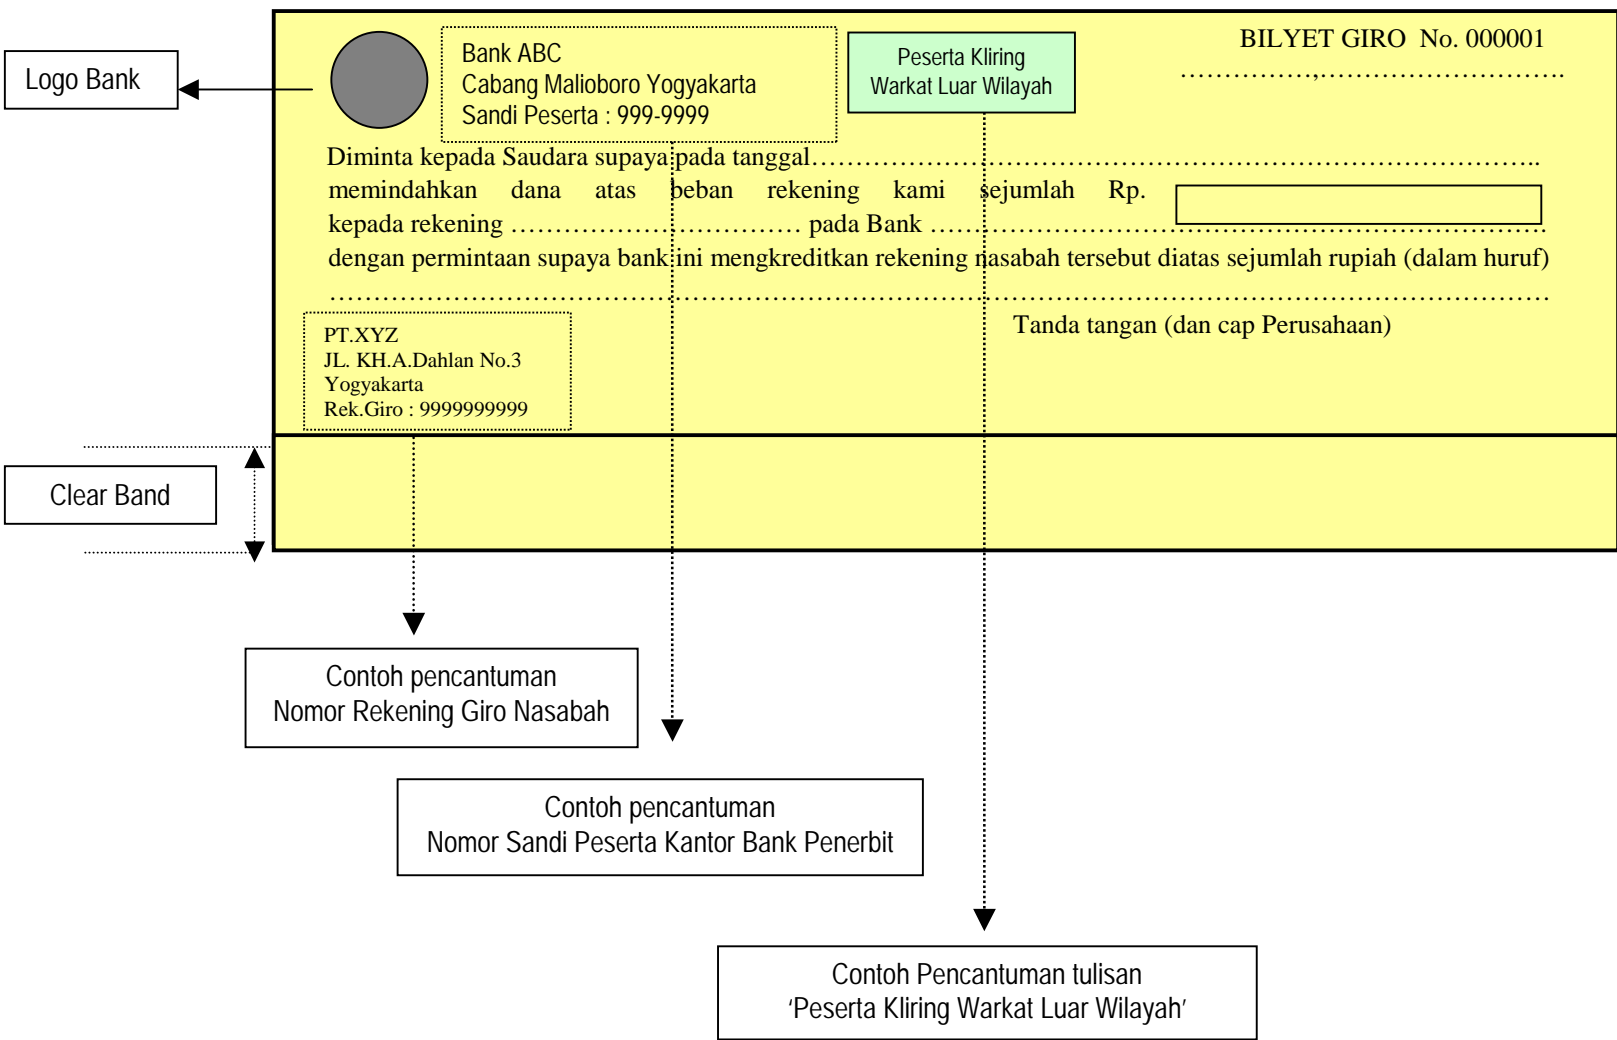 Logo Bank
Bank ABC
Cabang Malioboro Yogyakarta
Sandi Peserta : 999-9999
Peserta Kliring
Warkat Luar Wilayah
BILYET GIRO  No. 000001
……………,……………………….
Diminta kepada Saudara supaya pada tanggal………………………………………………………………………..
memindahkan dana atas beban rekening kami sejumlah Rp.
kepada rekening …………………………… pada Bank …………………………………………………………….
dengan permintaan supaya bank ini mengkreditkan rekening nasabah tersebut diatas sejumlah rupiah (dalam huruf)
…………………………………………………………………………………………………………………………
Tanda tangan (dan cap Perusahaan)
PT.XYZ
JL. KH.A.Dahlan No.3
Yogyakarta
Rek.Giro : 9999999999
Clear Band
Contoh pencantuman
Nomor Rekening Giro Nasabah
Contoh pencantuman
Nomor Sandi Peserta Kantor Bank Penerbit
Contoh Pencantuman tulisan
‘Peserta Kliring Warkat Luar Wilayah’